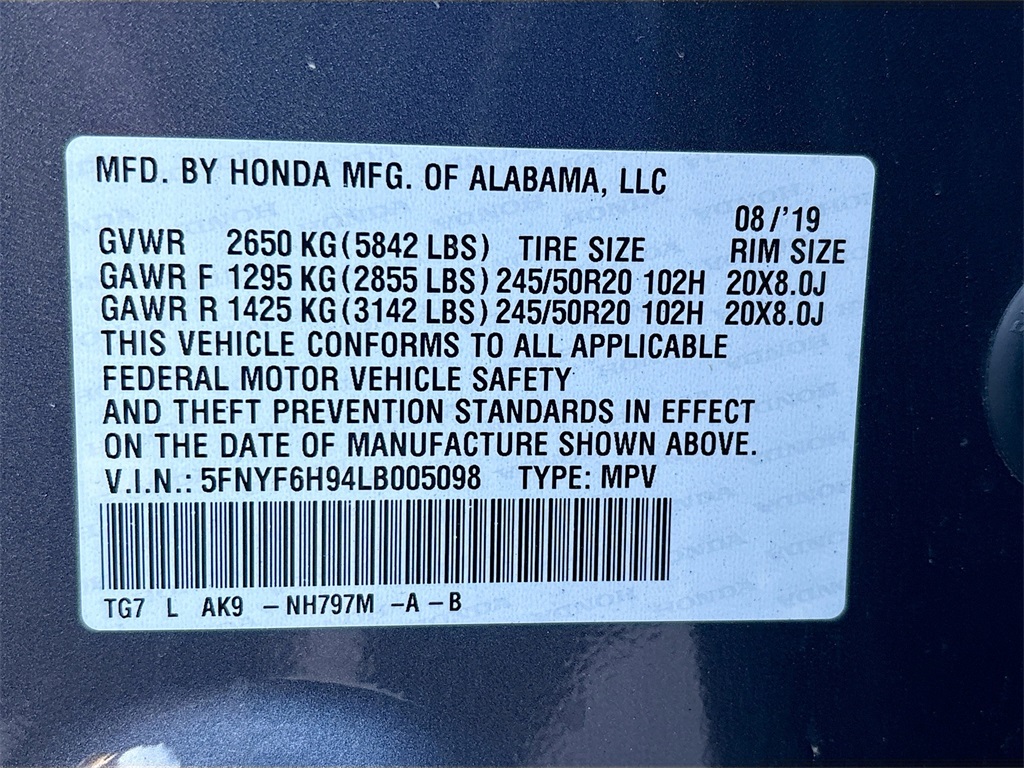 MFD. BY HONDA MFG. OF ALABAMA, LLC
08/'19
GVWR 2650 KG(5842 LBS) TIRE SIZE RIM SIZE
GAWR F 1295 KG(2855 LBS) 245/50R20 102H 20X8.0J
GAWR R 1425 KG(3142 LBS) 245/50R20 102H 20X8.0J
THIS VEHICLE CONFORMS TO ALL APPLICABLE
FEDERAL MOTOR VEHICLE SAFETY
AND THEFT PREVENTION STANDARDS IN EFFECT
ON THE DATE OF MANUFACTURE SHOWN ABOVE.
V.I.N.: 5FNYF6H94LB005098 TYPE: MPV
TG7 L AK9 -NH797M -A -B